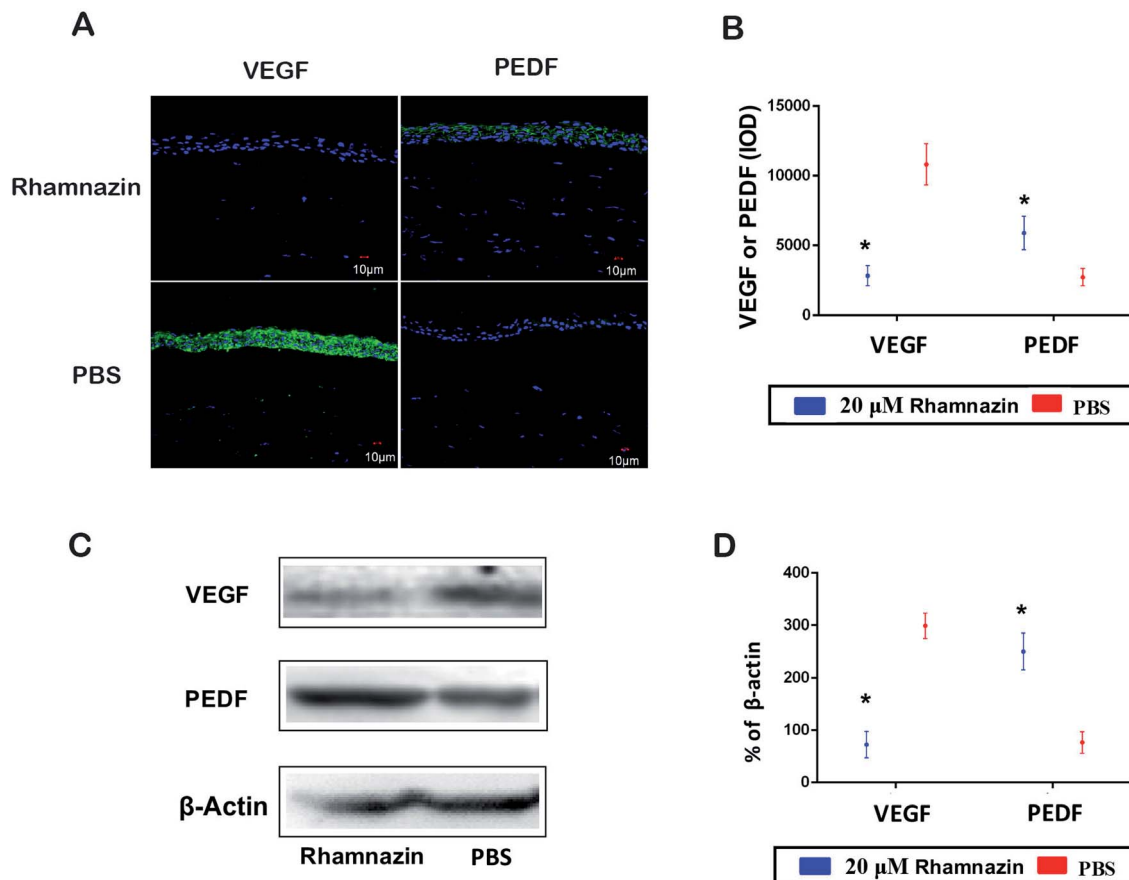 A
VEGF PEDF
Rhamnazin
10μm 10μm
PBS
10μm 10μm
B
VEGF or PEDF (IOD)
15000
10000
5000
0
* *
VEGF PEDF
20 μM Rhamnazin PBS
C
VEGF
PEDF
β-Actin
Rhamnazin PBS
D
% of β-actin
400
300
200
100
0
* *
VEGF PEDF
20 μM Rhamnazin PBS